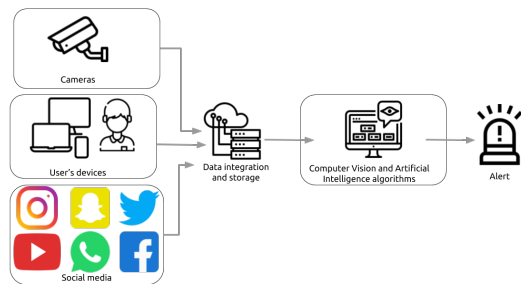 Cameras
User's devices
Social media
Data integration
and storage
Computer Vision and Artificial
Intelligence algorithms
Alert